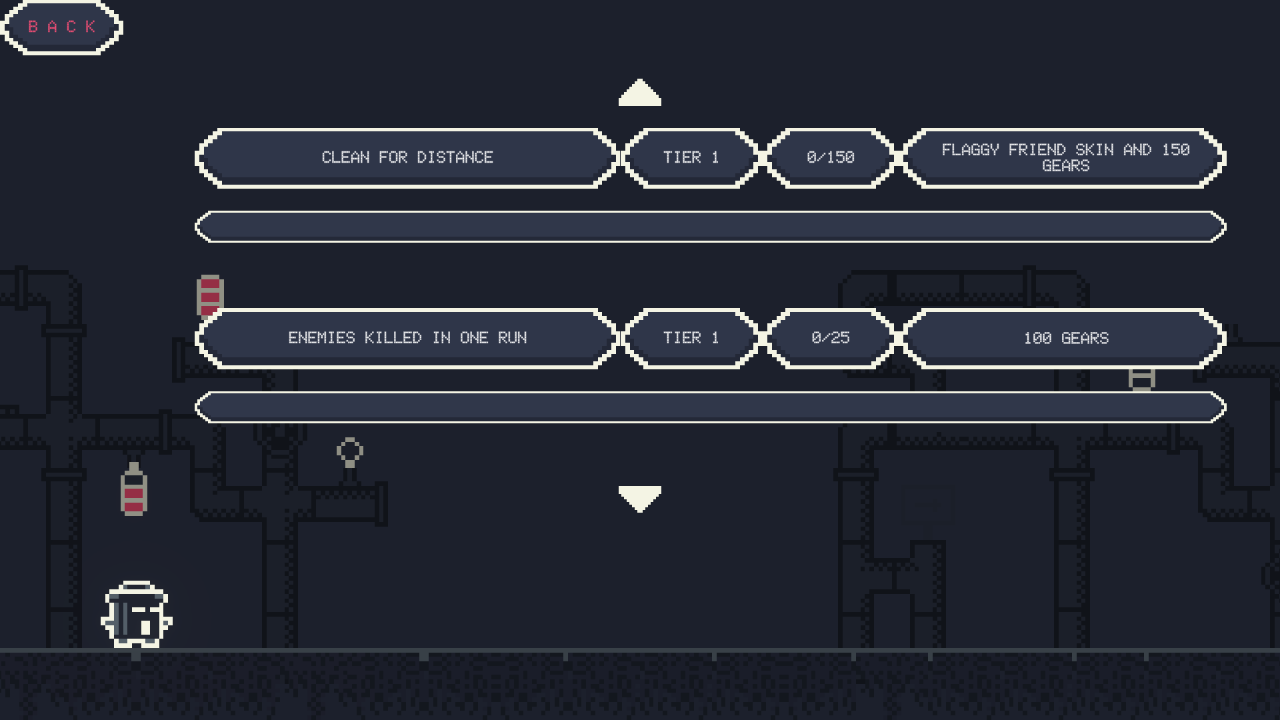 BACK
CLEAN FOR DISTANCE
TIER 1
0/150
FLAGGY FRIEND SKIN AND 150
GEARS
ENEMIES KILLED IN ONE RUN
TIER 1
0/25
100 GEARS